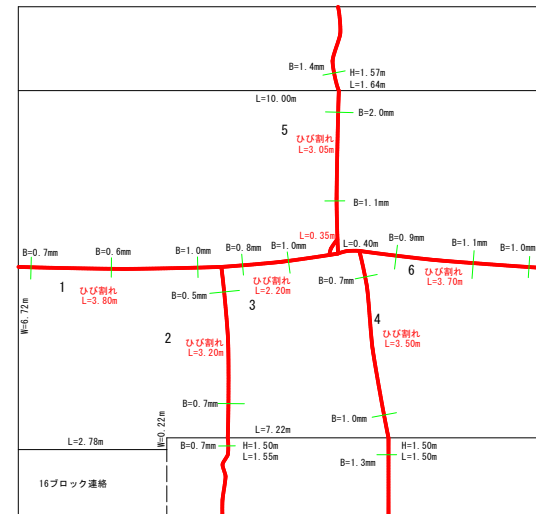 B=1.4mm
H=1.57m
L=1.64m
L=10.00m
B=2.0mm
5
ひび割れ
L=3.05m
B=1.1mm
L=0.35m
L=0.40m
B=0.7mm
B=0.6mm
B=1.0mm
B=0.8mm
B=1.0mm
B=0.9mm
B=1.1mm
B=1.0mm
1
ひび割れ
L=3.80m
ひび割れ
L=2.20m
3
B=0.7mm
6
ひび割れ
L=3.70m
B=0.5mm
W=6.72m
2
ひび割れ
L=3.20m
4
ひび割れ
L=3.50m
B=0.7mm
B=1.0mm
W=0.22m
L=7.22m
L=2.78m
B=0.7mm
H=1.50m
L=1.55m
H=1.50m
L=1.50m
B=1.3mm
16ブロック連絡